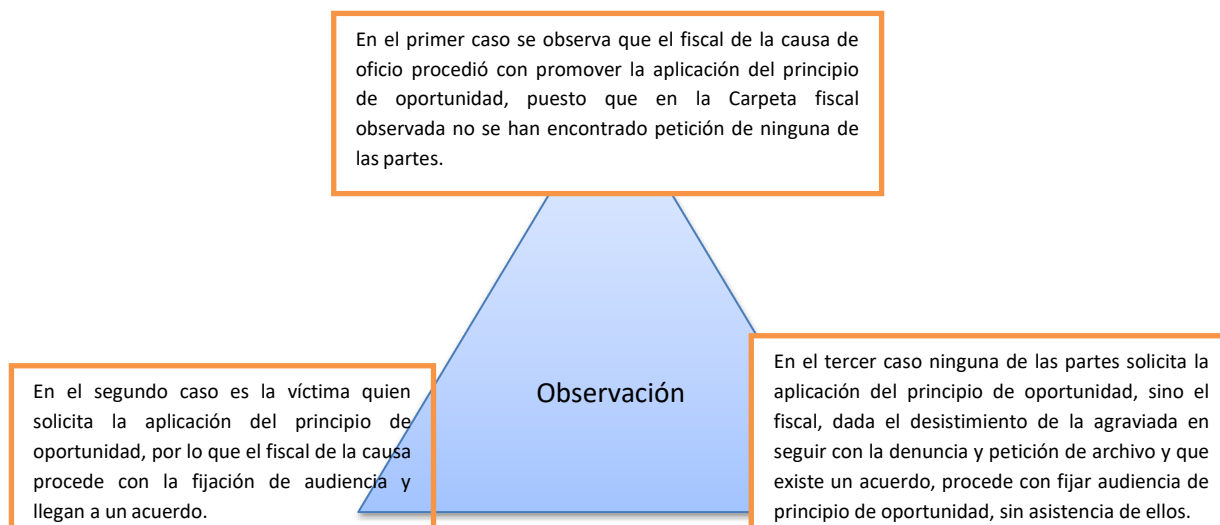 En el primer caso se observa que el fiscal de la causa de
oficio procedió con promover la aplicación del principio
de oportunidad, puesto que en la Carpeta fiscal
observada no se han encontrado petición de ninguna de
las partes.
En el segundo caso es la víctima quien
solicita la aplicación del principio de
oportunidad, por lo que el fiscal de la causa
procede con la fijación de audiencia y
llegan a un acuerdo.
Observación
En el tercer caso ninguna de las partes solicita la
aplicación del principio de oportunidad, sino el
fiscal, dada el desistimiento de la agraviada en
seguir con la denuncia y petición de archivo y que
existe un acuerdo, procede con fijar audiencia de
principio de oportunidad, sin asistencia de ellos.